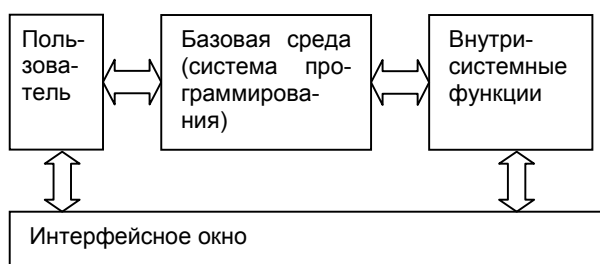 Поль-
зова-
тель
Базовая среда
(система про-
граммирова-
ния)
Внутри-
системные
функции
Интерфейсное окно